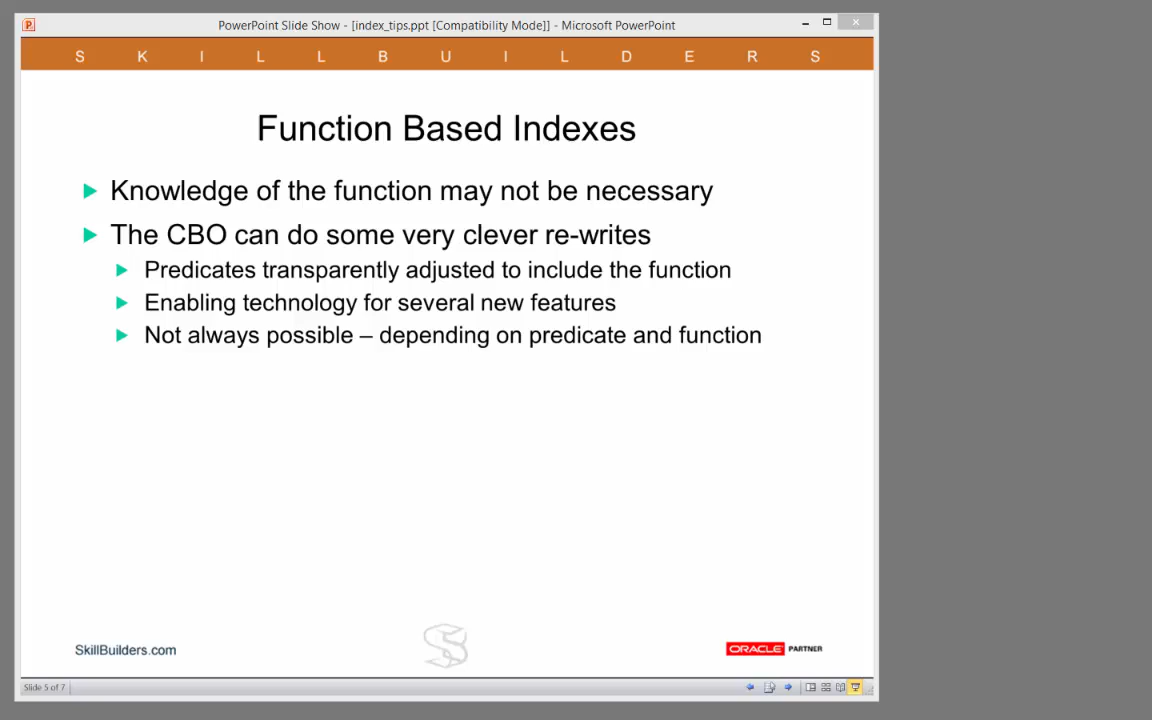 PowerPoint Slide Show - [index_tips.ppt [Compatibility Mode]] - Microsoft PowerPoint
S K I L L B U I L D E R S
Function Based Indexes
Knowledge of the function may not be necessary
The CBO can do some very clever re-writes
Predicates transparently adjusted to include the function
Enabling technology for several new features
Not always possible – depending on predicate and function
SkillBuilders.com
ORACLE PARTNER
Slide 5 of 7